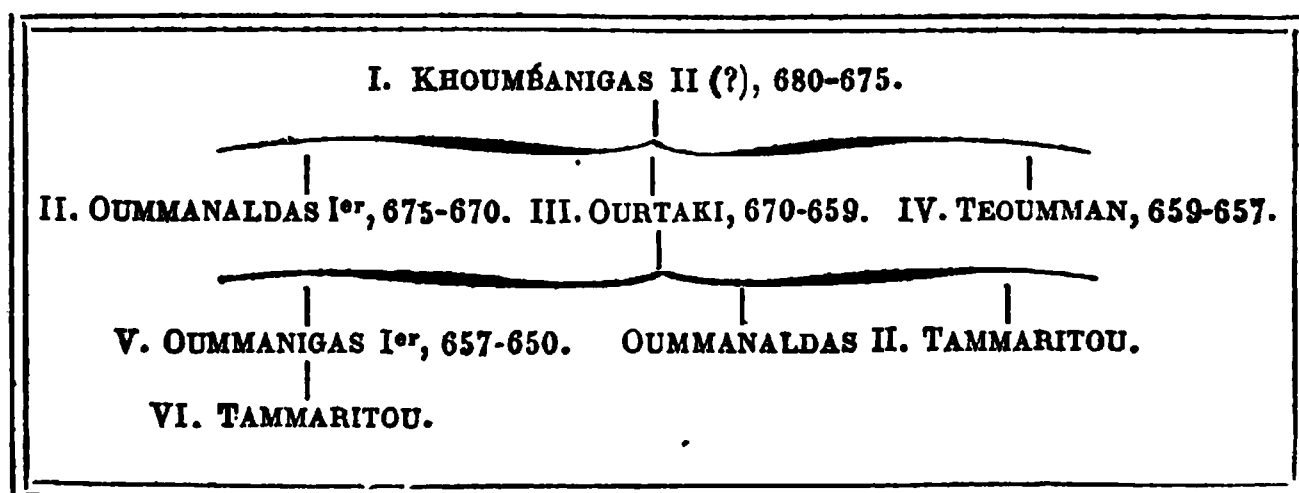 I. KHOUMBANIGAS II (?), 680-675.
II. OUMMANALDAS Ier, 675-670. III. OURTAKI, 670-659. IV. TEOUMMAN, 659-657.
V. OUMMANIGAS Ier, 657-650. OUMMANALDAS II. TAMMARITOU.
VI. TAMMARITOU.